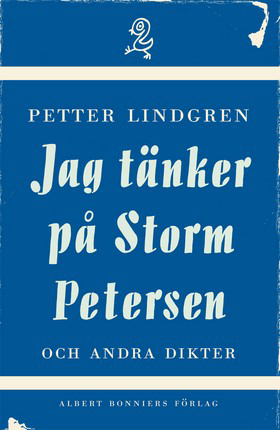 PETTER LINDGREN
Jag tänker
på Storm
Petersen
OCH ANDRA DIKTER
ALBERT BONNIERS FÖRLAG